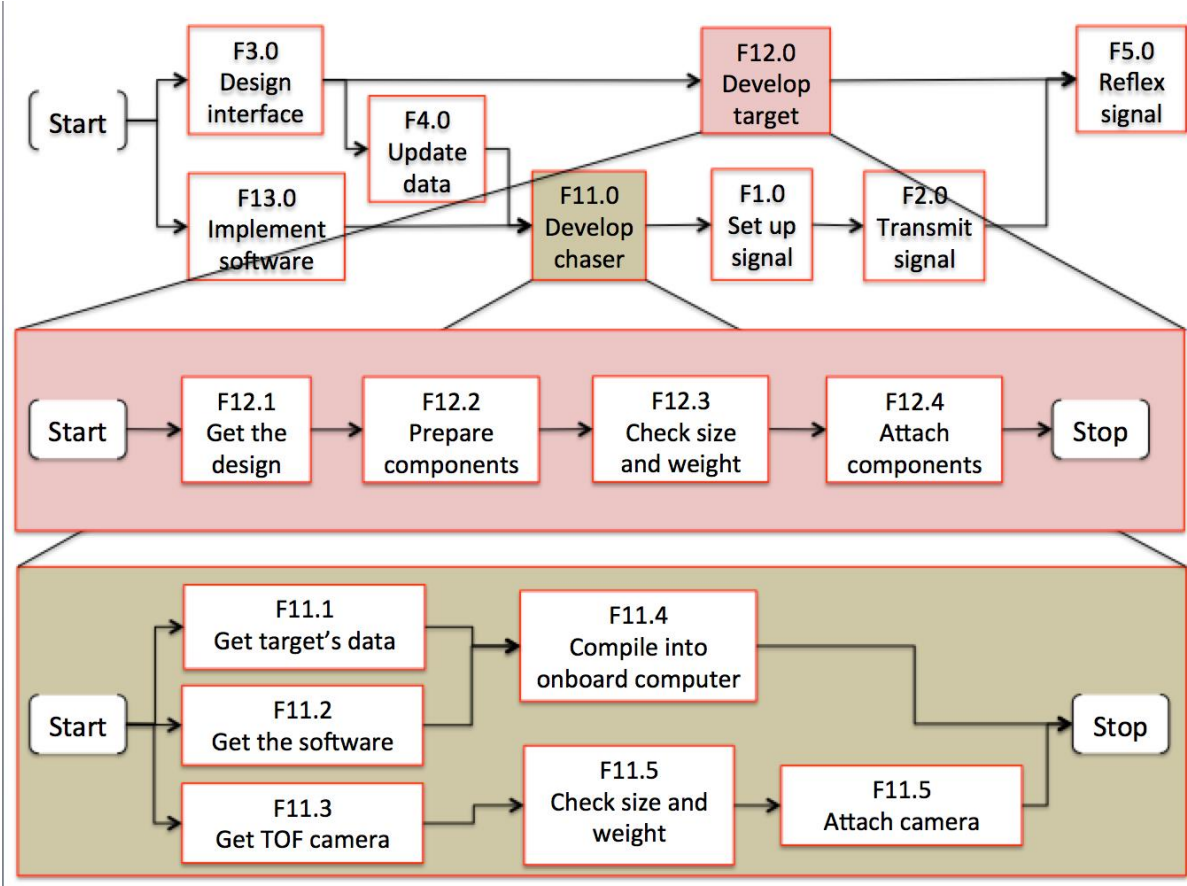 Start
F3.0
Design
interface
F4.0
Update
data
F13.0
Implement
software
F12.0
Develop
target
F11.0
Develop
chaser
F1.0
Set up
signal
F2.0
Transmit
signal
F5.0
Reflex
signal
Start
F12.1
Get the
design
F12.2
Prepare
components
F12.3
Check size
and weight
F12.4
Attach
components
Stop
Start
F11.1
Get target's data
F11.2
Get the software
F11.3
Get TOF camera
F11.4
Compile into
onboard computer
F11.5
Check size and
weight
F11.5
Attach camera
Stop